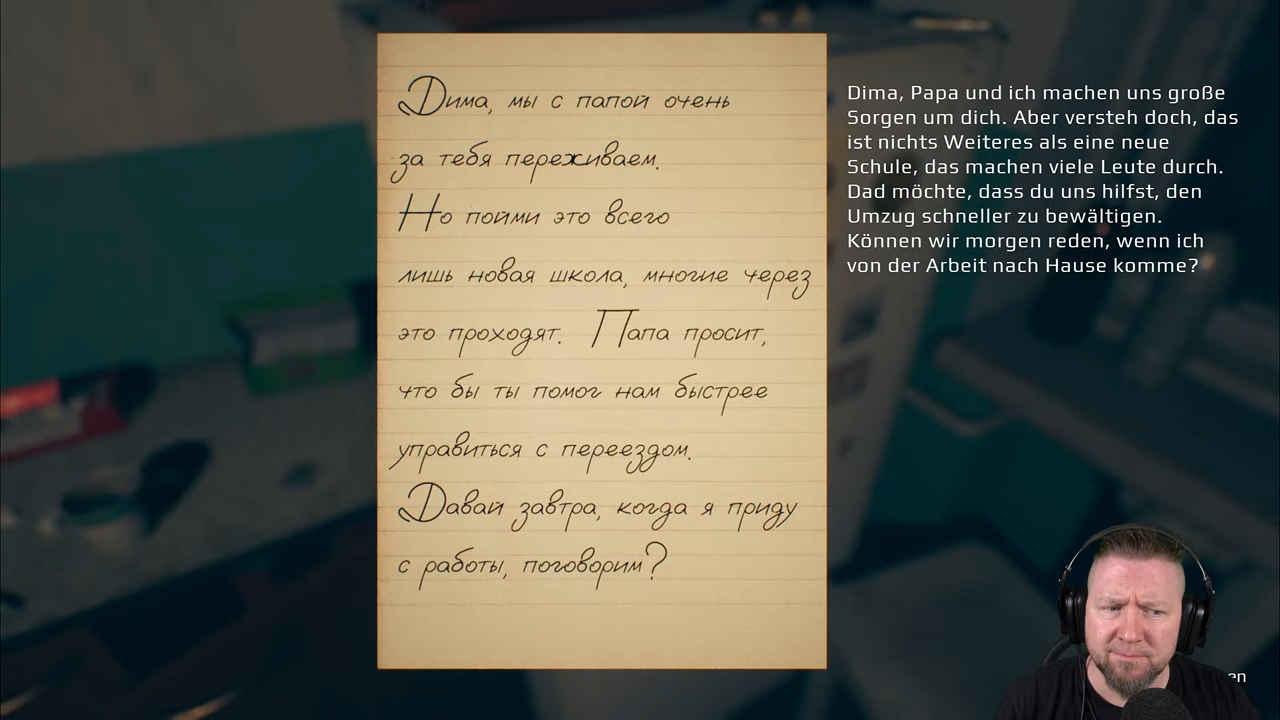 Дима, мы с папой очень
за тебя переживаем.
Но пойми это всего
лишь новая школа, многие через
это проходят. Папа просит,
что бы ты помог нам быстрее
управиться с переездом.
Давай завтра, когда я приду
с работы, поговорим?
Dima, Papa und ich machen uns große
Sorgen um dich. Aber versteh doch, das
ist nichts Weiteres als eine neue
Schule, das machen viele Leute durch.
Dad möchte, dass du uns hilfst, den
Umzug schneller zu bewältigen.
Können wir morgen reden, wenn ich
von der Arbeit nach Hause komme?